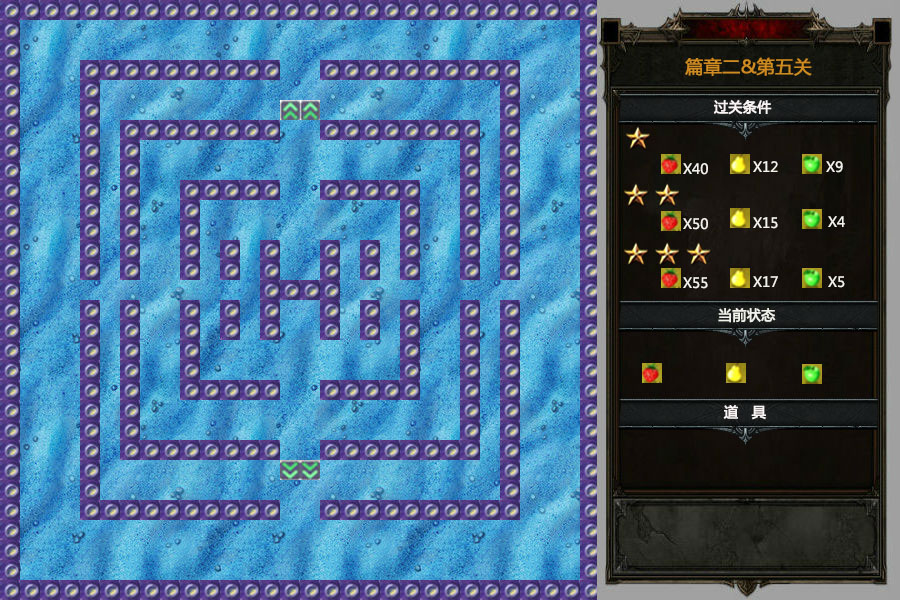 篇章二&第五关
过关条件
X40 X12 X9
X50 X15 X4
X55 X17 X5
当前状态
道 具